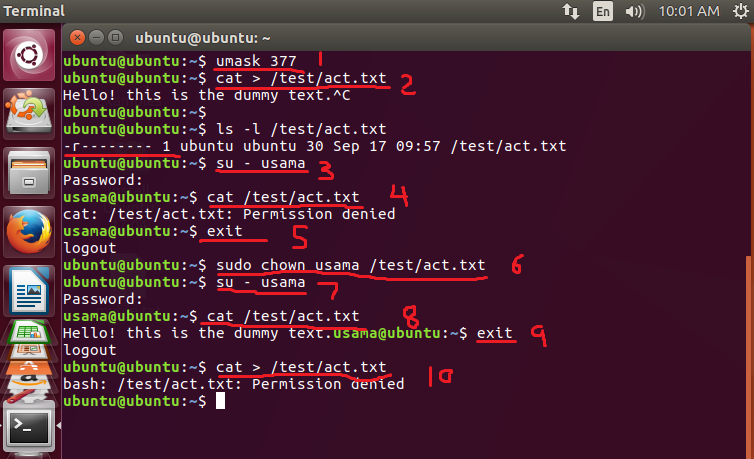 Terminal En 10:01 AM
ubuntu@ubuntu: ~
ubuntu@ubuntu:~$ umask 377 1
ubuntu@ubuntu:~$ cat > /test/act.txt 2
Hello! this is the dummy text.^C
ubuntu@ubuntu:~$
ubuntu@ubuntu:~$ ls -l /test/act.txt
-r-------- 1 ubuntu ubuntu 30 Sep 17 09:57 /test/act.txt
ubuntu@ubuntu:~$ su - usama 3
Password:
usama@ubuntu:~$ cat /test/act.txt 4
cat: /test/act.txt: Permission denied
usama@ubuntu:~$ exit 5
logout
ubuntu@ubuntu:~$ sudo chown usama /test/act.txt 6
ubuntu@ubuntu:~$ su - usama 7
Password:
usama@ubuntu:~$ cat /test/act.txt 8
Hello! this is the dummy text.usama@ubuntu:~$ exit 9
logout
ubuntu@ubuntu:~$ cat > /test/act.txt 10
bash: /test/act.txt: Permission denied
ubuntu@ubuntu:~$